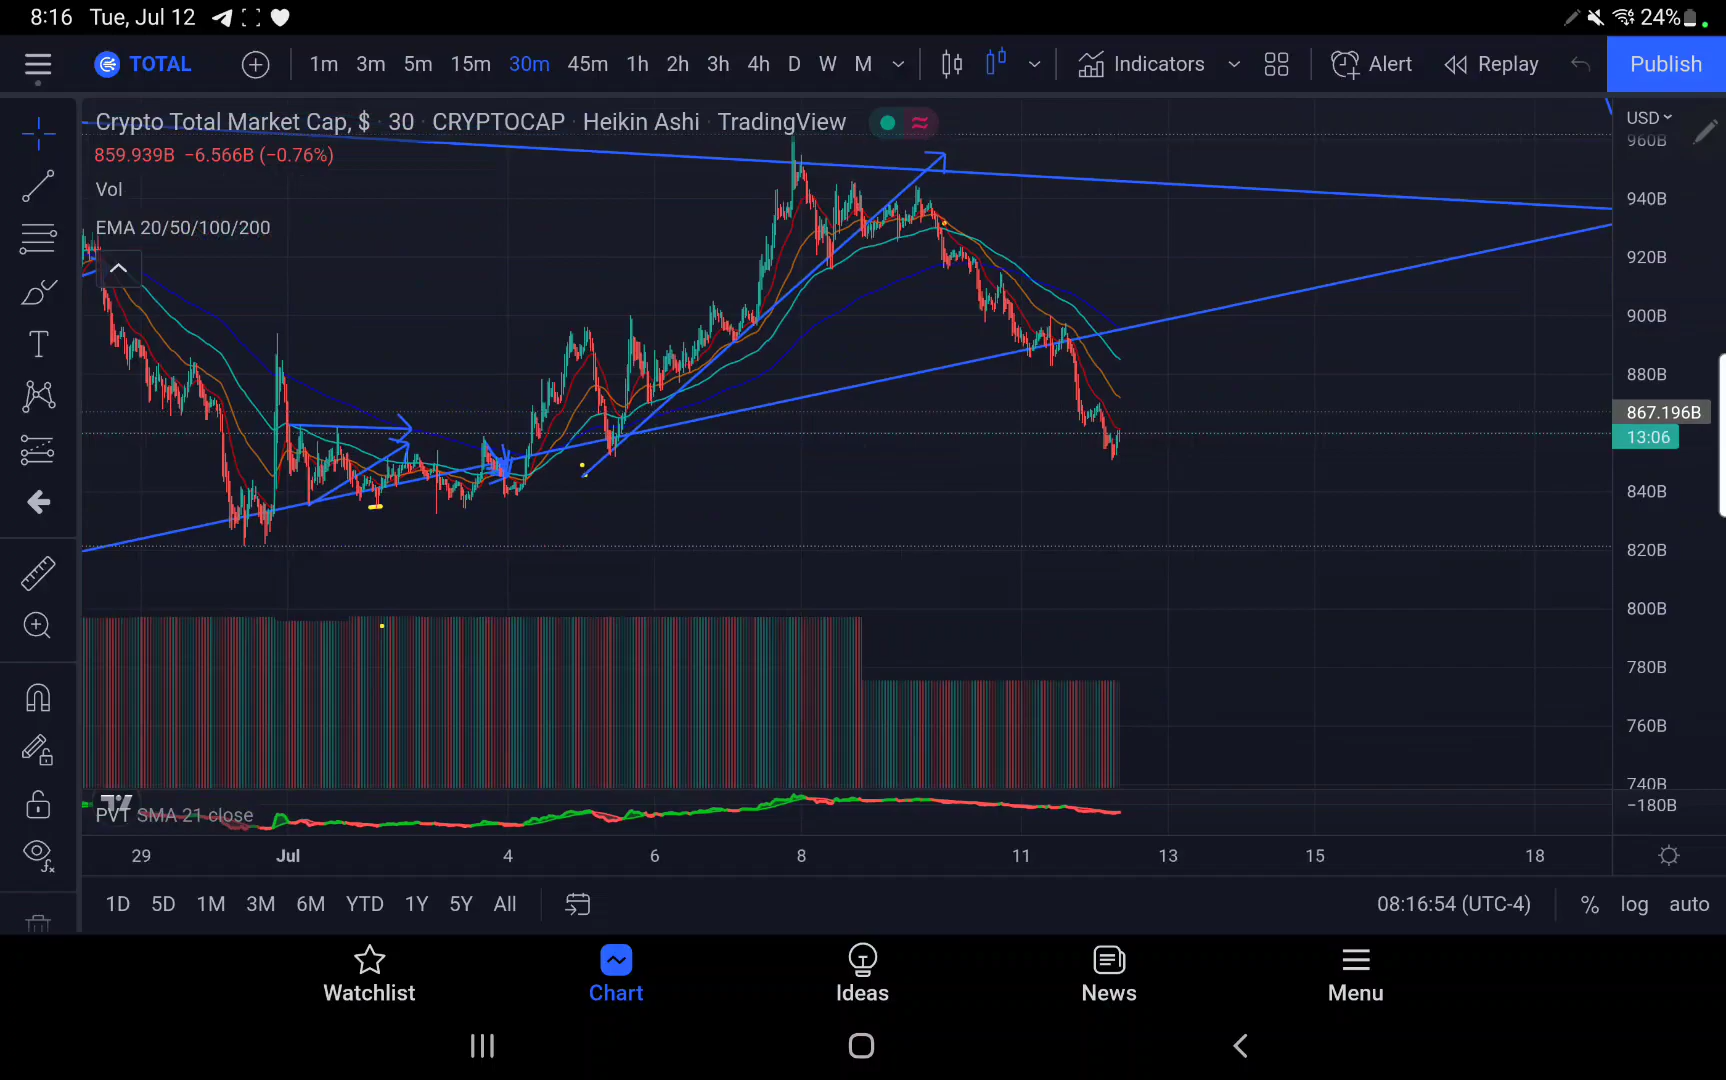 8:16 Tue, Jul 12 24%
TOTAL 1m 3m 5m 15m 30m 45m 1h 2h 3h 4h D W M Indicators Alert Replay Publish
Crypto Total Market Cap, $ · 30 · CRYPTOCAP · Heikin Ashi · TradingView
USD
859.939B −6.566B (−0.76%)
Vol
EMA 20/50/100/200
960B
940B
920B
900B
880B
867.196B
13:06
840B
820B
800B
780B
760B
740B
−180B
PVT SMA 21 close
29 Jul 4 6 8 11 13 15 18
1D 5D 1M 3M 6M YTD 1Y 5Y All 08:16:54 (UTC-4) % log auto
Watchlist Chart Ideas News Menu